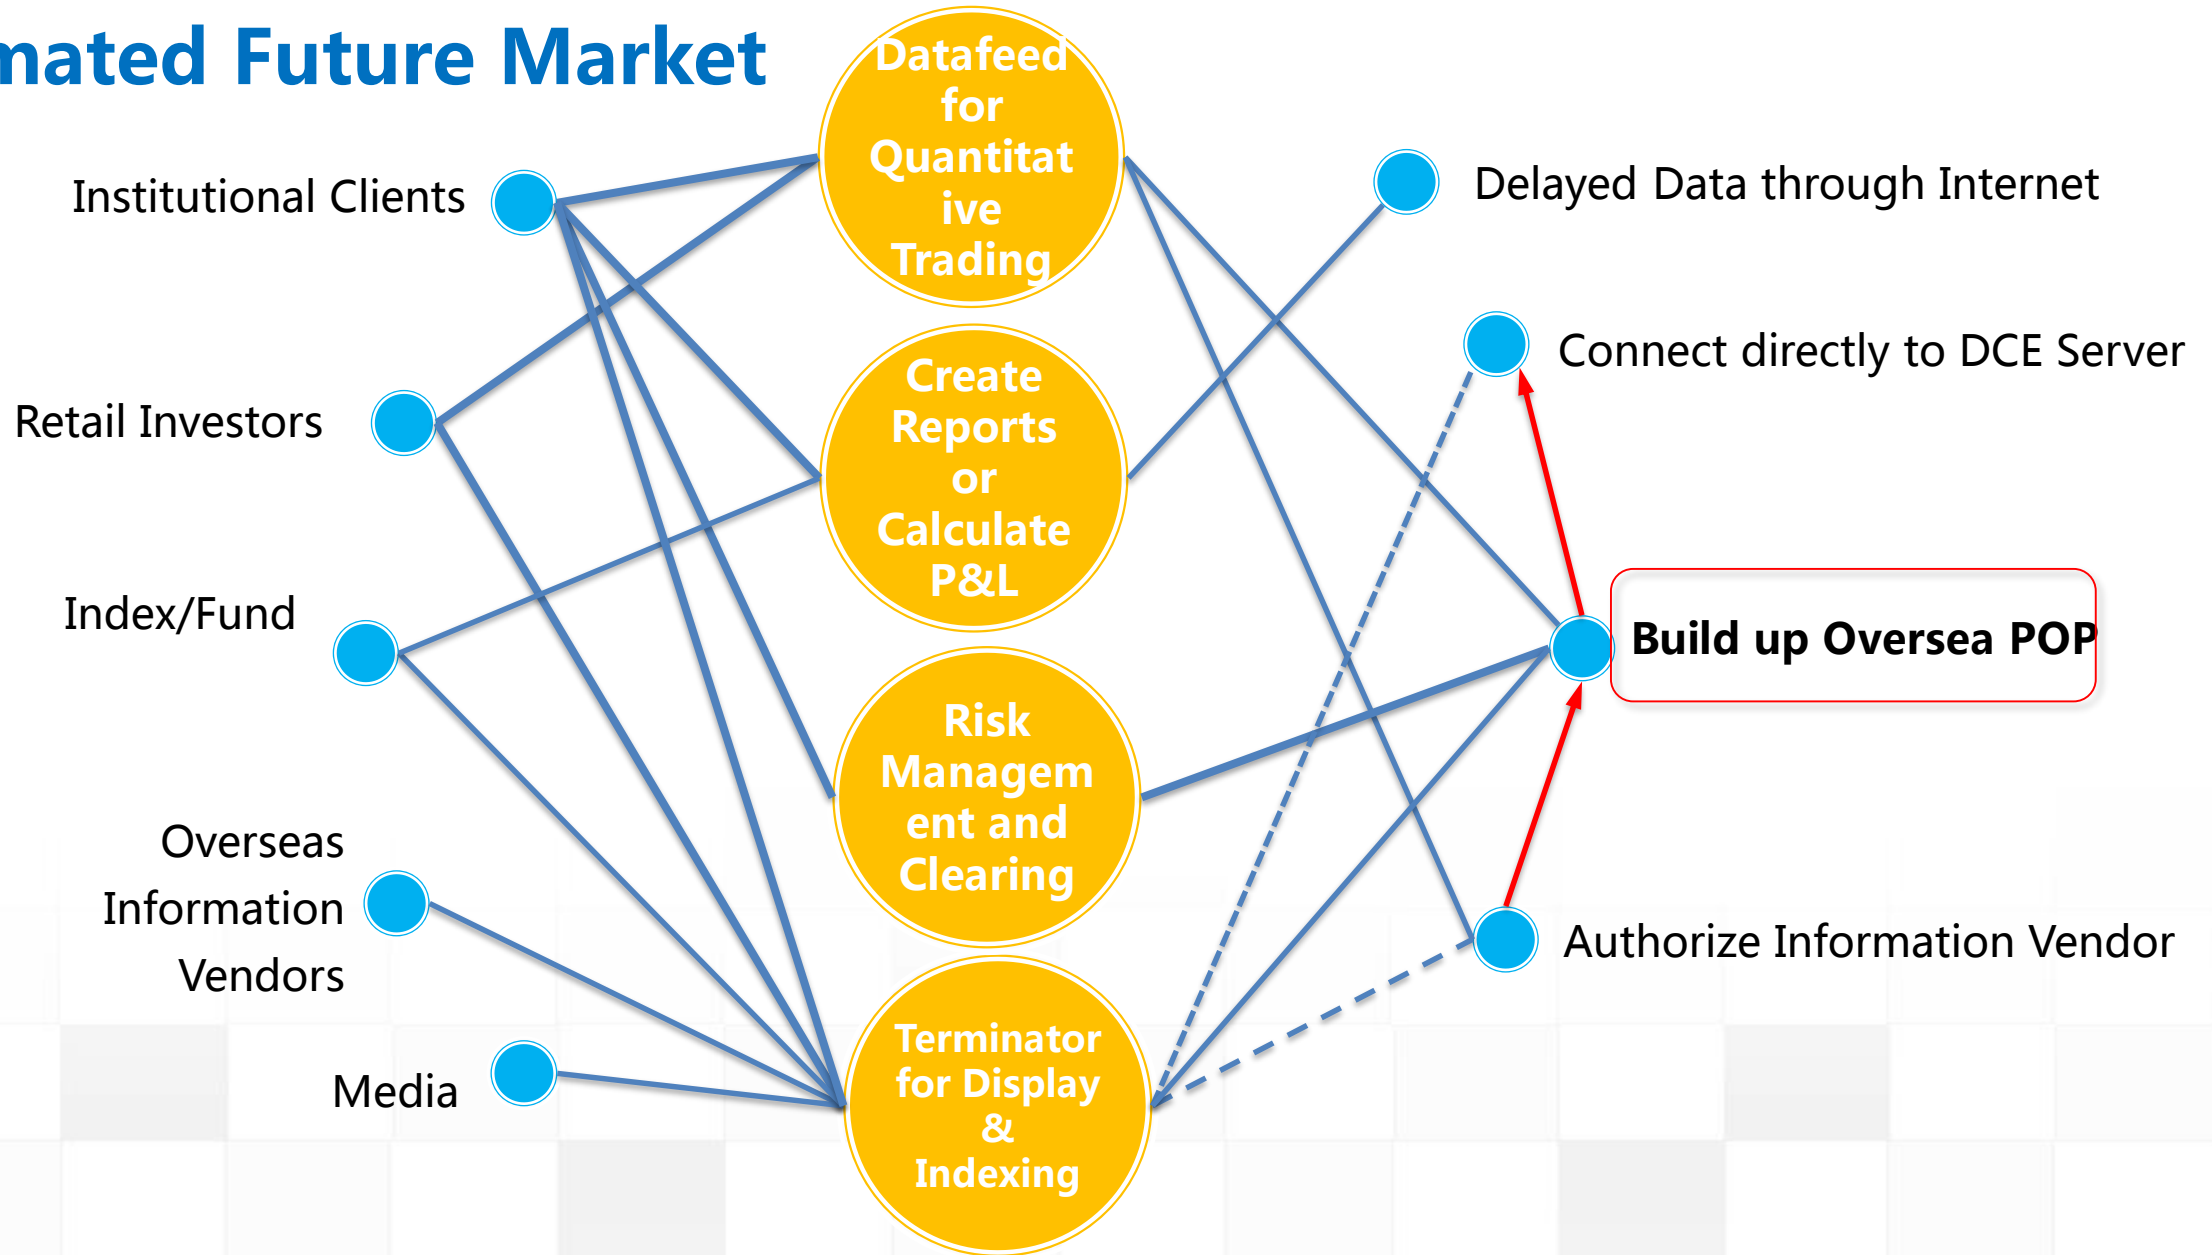 mated Future Market
Institutional Clients
Retail Investors
Index/Fund
Overseas
Information
Vendors
Media
Datafeed
for
Quantitat
ive
Trading
Create
Reports
or
Calculate
P&L
Risk
Managem
ent and
Clearing
Terminator
for Display
&
Indexing
Delayed Data through Internet
Connect directly to DCE Server
Build up Oversea POP
Authorize Information Vendor